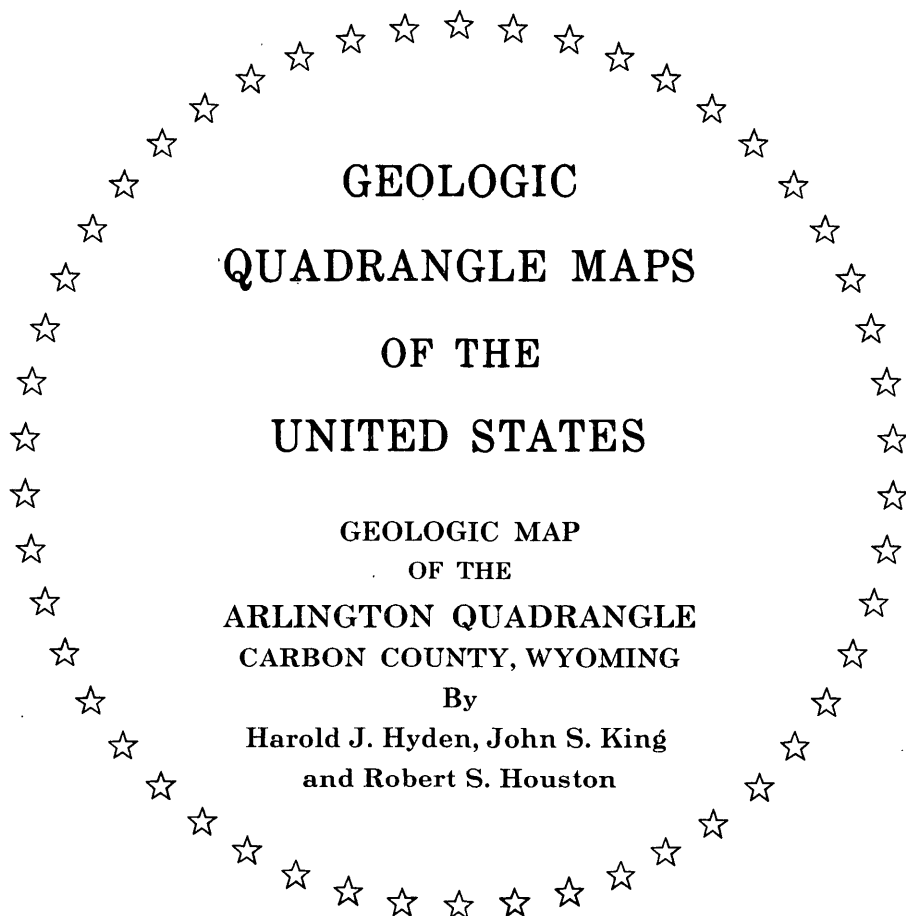 GEOLOGIC
QUADRANGLE MAPS
OF THE
UNITED STATES
GEOLOGIC MAP
OF THE
ARLINGTON QUADRANGLE
CARBON COUNTY, WYOMING
By
Harold J. Hyden, John S. King
and Robert S. Houston